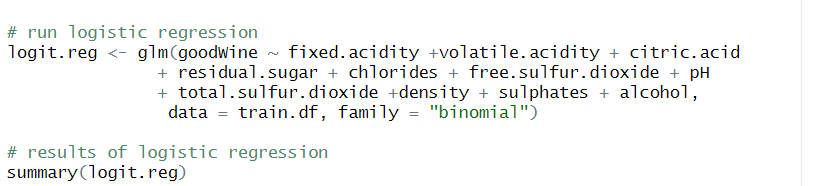 # run logistic regression
logit.reg <- glm(goodwine ~ fixed.acidity +volatile.acidity + citric.acid
+ residual.sugar + chlorides + free.sulfur.dioxide + pH
+ total.sulfur.dioxide +density + sulphates + alcohol,
data = train.df, family = "binomial")
# results of logistic regression
summary(logit.reg)